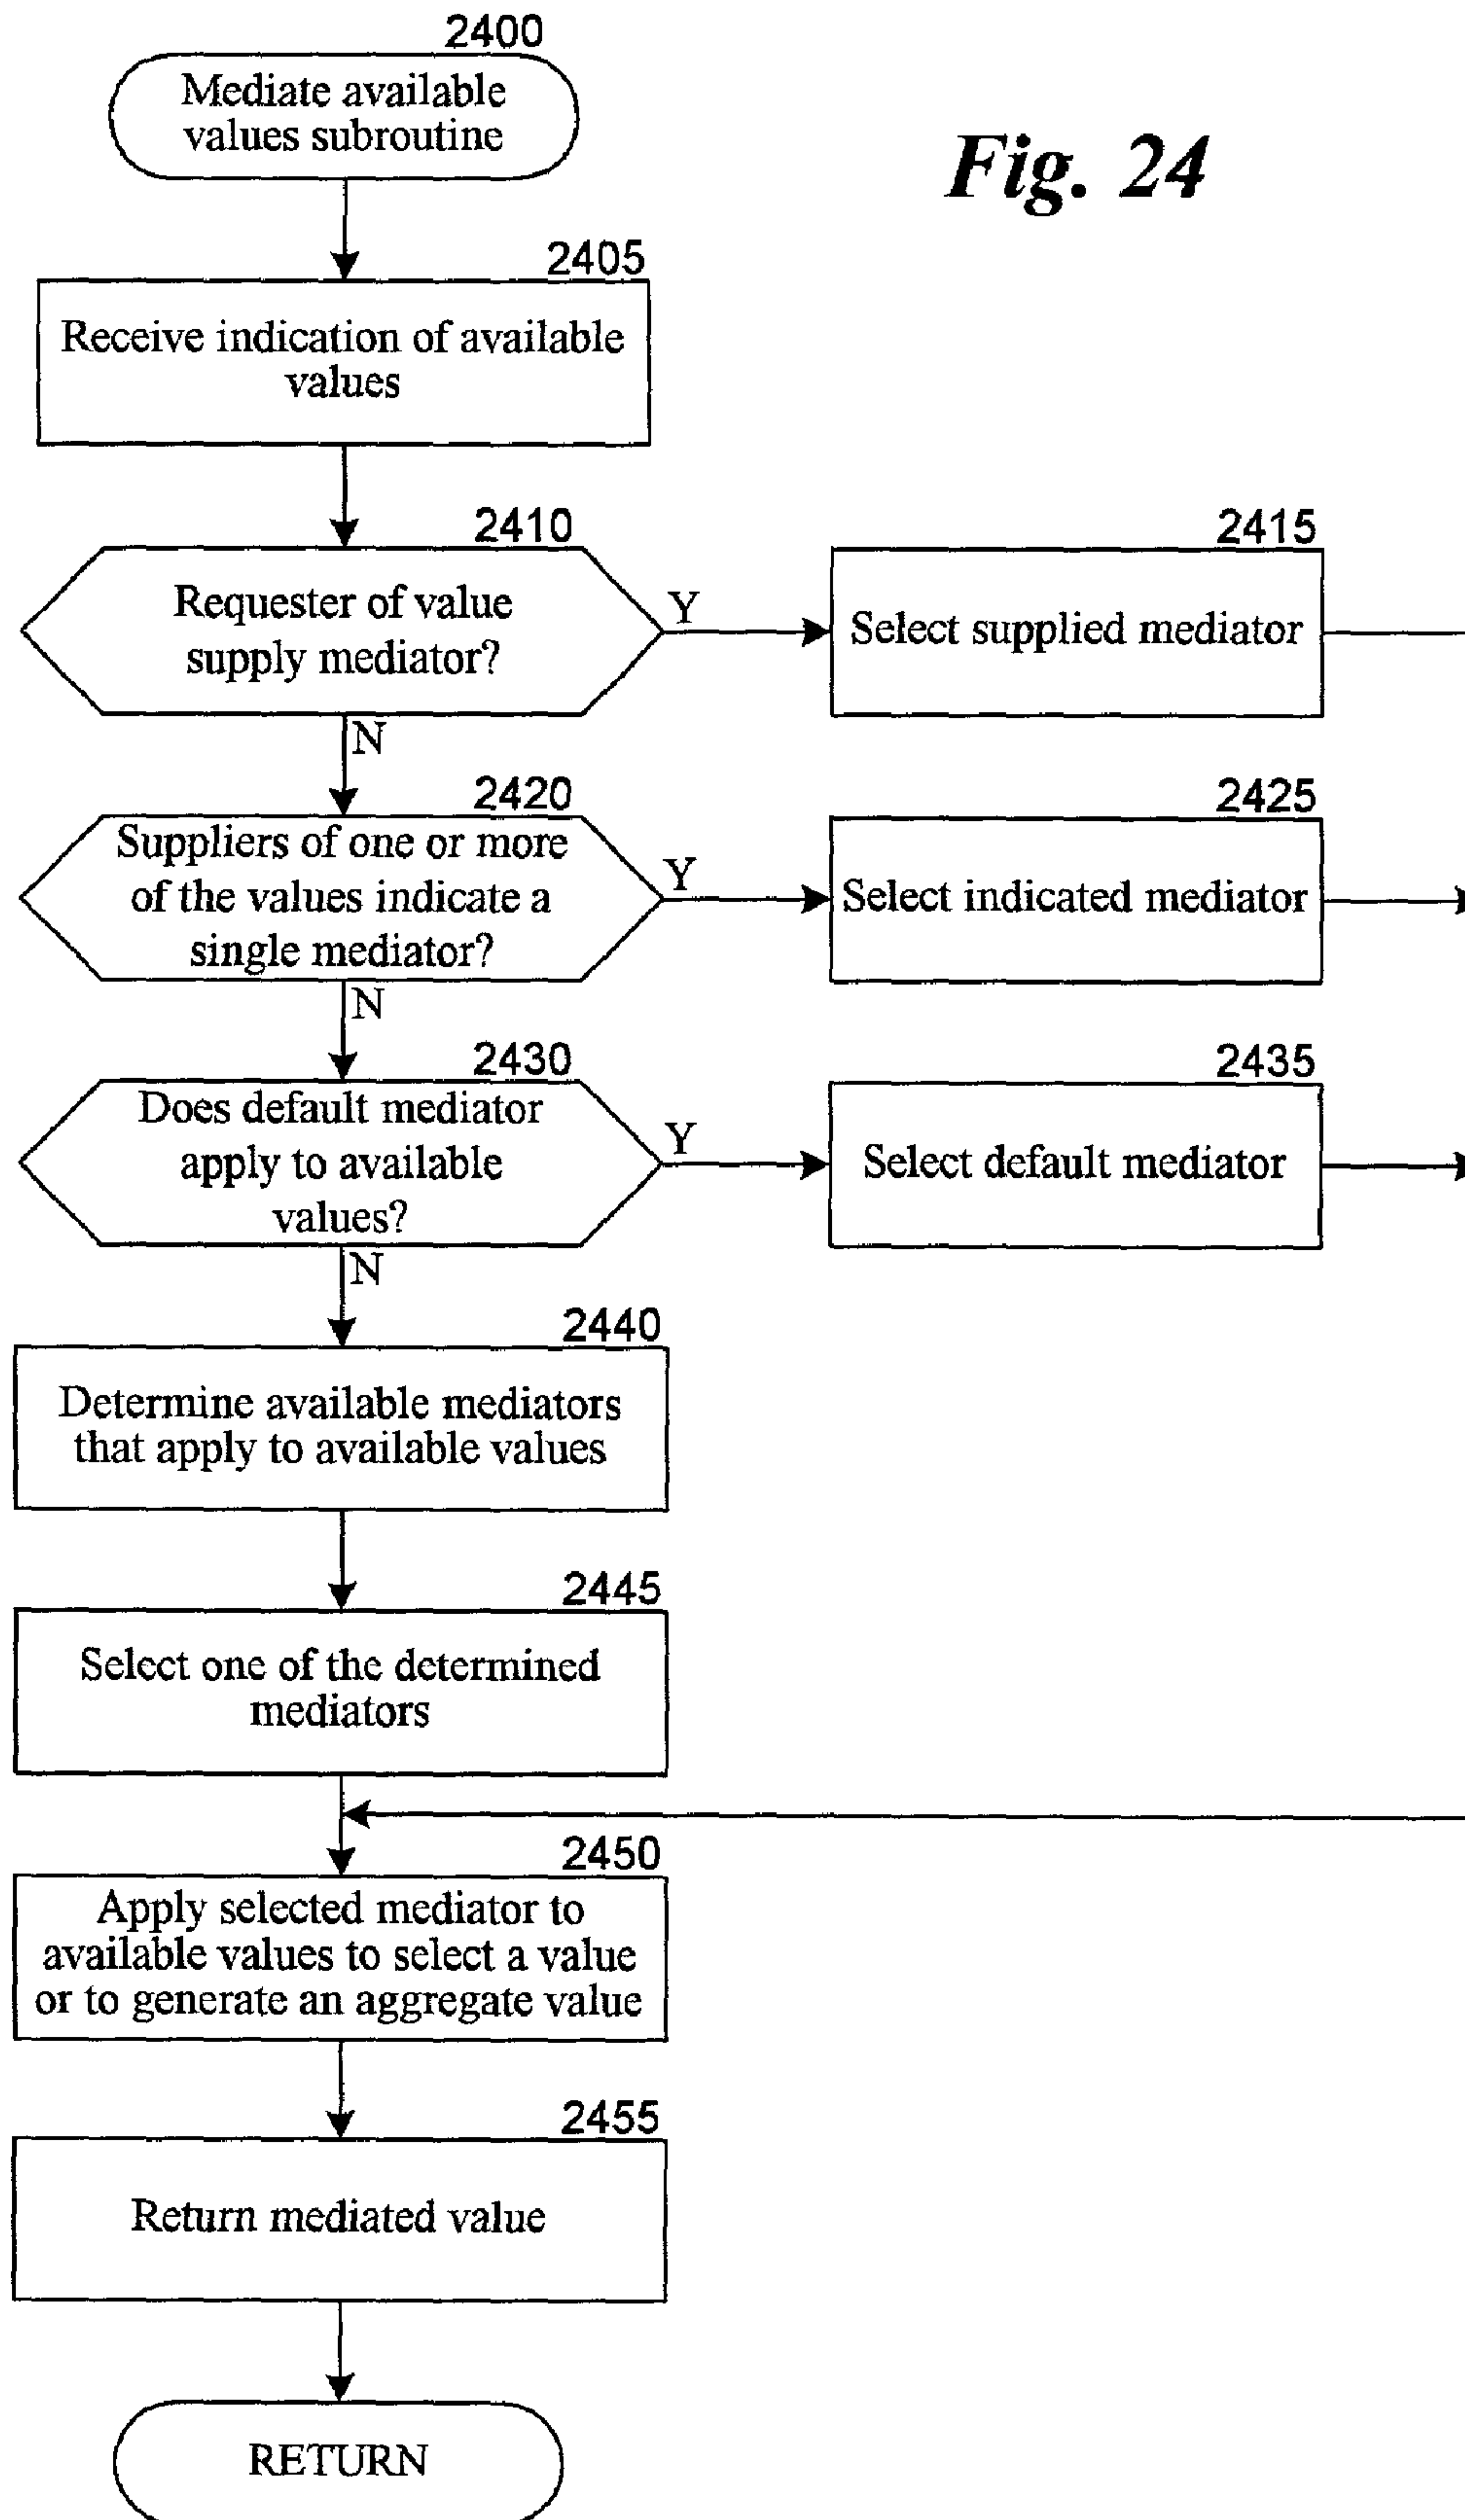 2400
Mediate available
values subroutine
Fig. 24
2405
Receive indication of available
values
2410
Requester of value
supply mediator?
Y
2415
Select supplied mediator
N
2420
Suppliers of one or more
of the values indicate a
single mediator?
Y
2425
Select indicated mediator
N
2430
Does default mediator
apply to available
values?
Y
2435
Select default mediator
N
2440
Determine available mediators
that apply to available values
2445
Select one of the determined
mediators
2450
Apply selected mediator to
available values to select a value
or to generate an aggregate value
2455
Return mediated value
RETURN